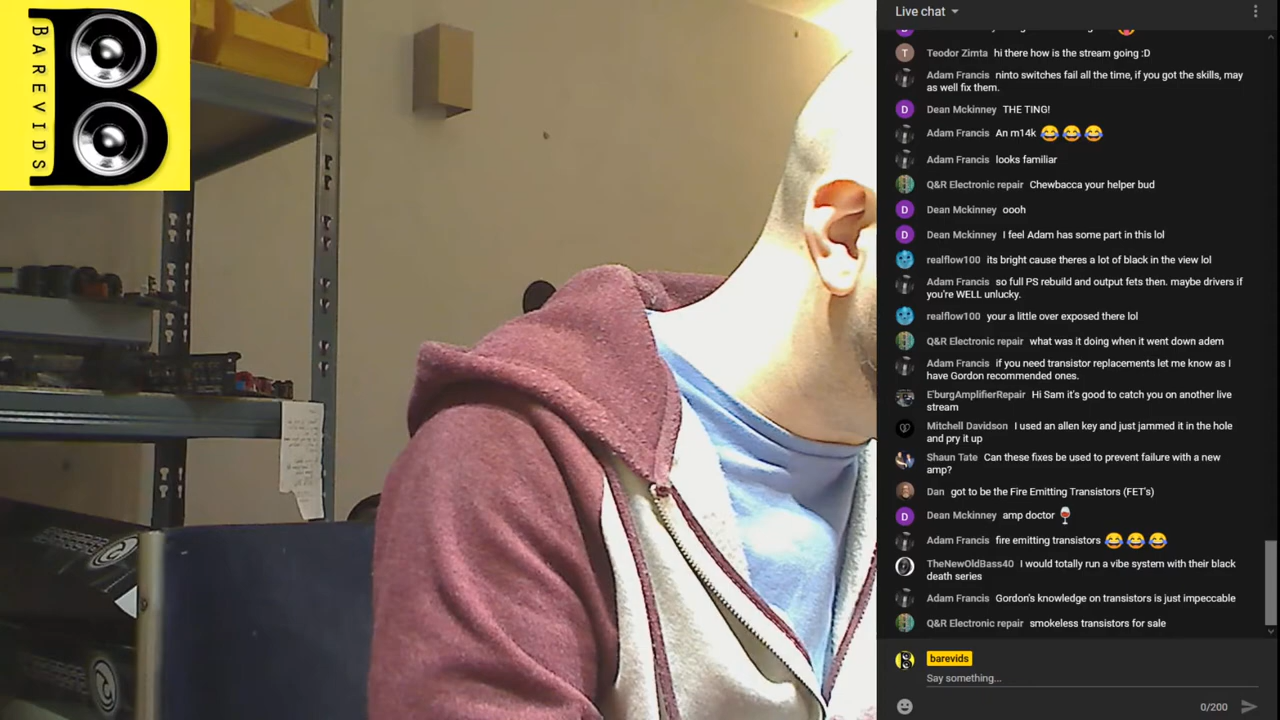 BAREVIDS
Live chat
Teodor Zimta hi there how is the stream going :D
Adam Francis ninto switches fail all the time, if you got the skills, may
as well fix them.
Dean Mckinney THE TING!
Adam Francis An m14k 😂 😂 😂
Adam Francis looks familiar
Q&R Electronic repair Chewbacca your helper bud
Dean Mckinney oooh
Dean Mckinney I feel Adam has some part in this lol
realflow100 its bright cause theres a lot of black in the view lol
Adam Francis so full PS rebuild and output fets then. maybe drivers if
you're WELL unlucky.
realflow100 your a little over exposed there lol
Q&R Electronic repair what was it doing when it went down adem
Adam Francis if you need transistor replacements let me know as I
have Gordon recommended ones.
E'burgAmplifierRepair Hi Sam it's good to catch you on another live
stream
Mitchell Davidson I used an allen key and just jammed it in the hole
and pry it up
Shaun Tate Can these fixes be used to prevent failure with a new
amp?
Dan got to be the Fire Emitting Transistors (FET's)
Dean Mckinney amp doctor 🍷
Adam Francis fire emitting transistors 😂 😂 😂
TheNewOldBass40 I would totally run a vibe system with their black
death series
Adam Francis Gordon's knowledge on transistors is just impeccable
Q&R Electronic repair smokeless transistors for sale
barevids
Say something...
0/200